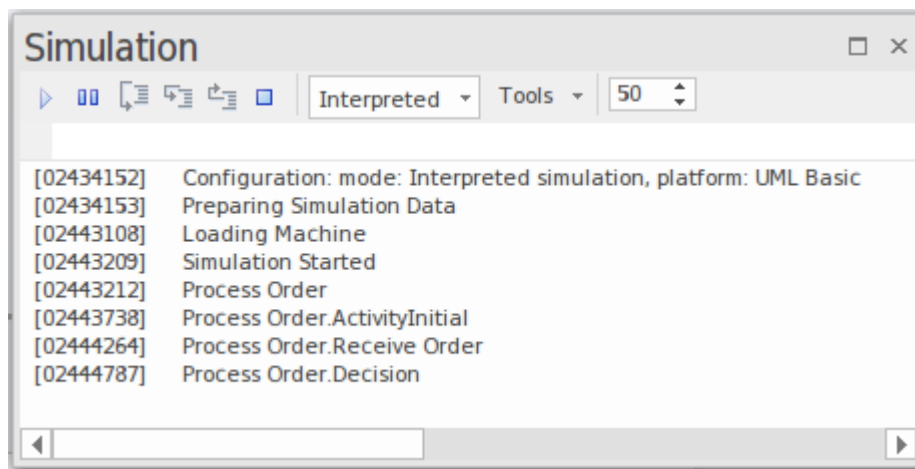 Simulation
Interpreted Tools 50
[02434152] Configuration: mode: Interpreted simulation, platform: UML Basic
[02434153] Preparing Simulation Data
[02443108] Loading Machine
[02443209] Simulation Started
[02443212] Process Order
[02443738] Process Order.ActivityInitial
[02444264] Process Order.Receive Order
[02444787] Process Order.Decision